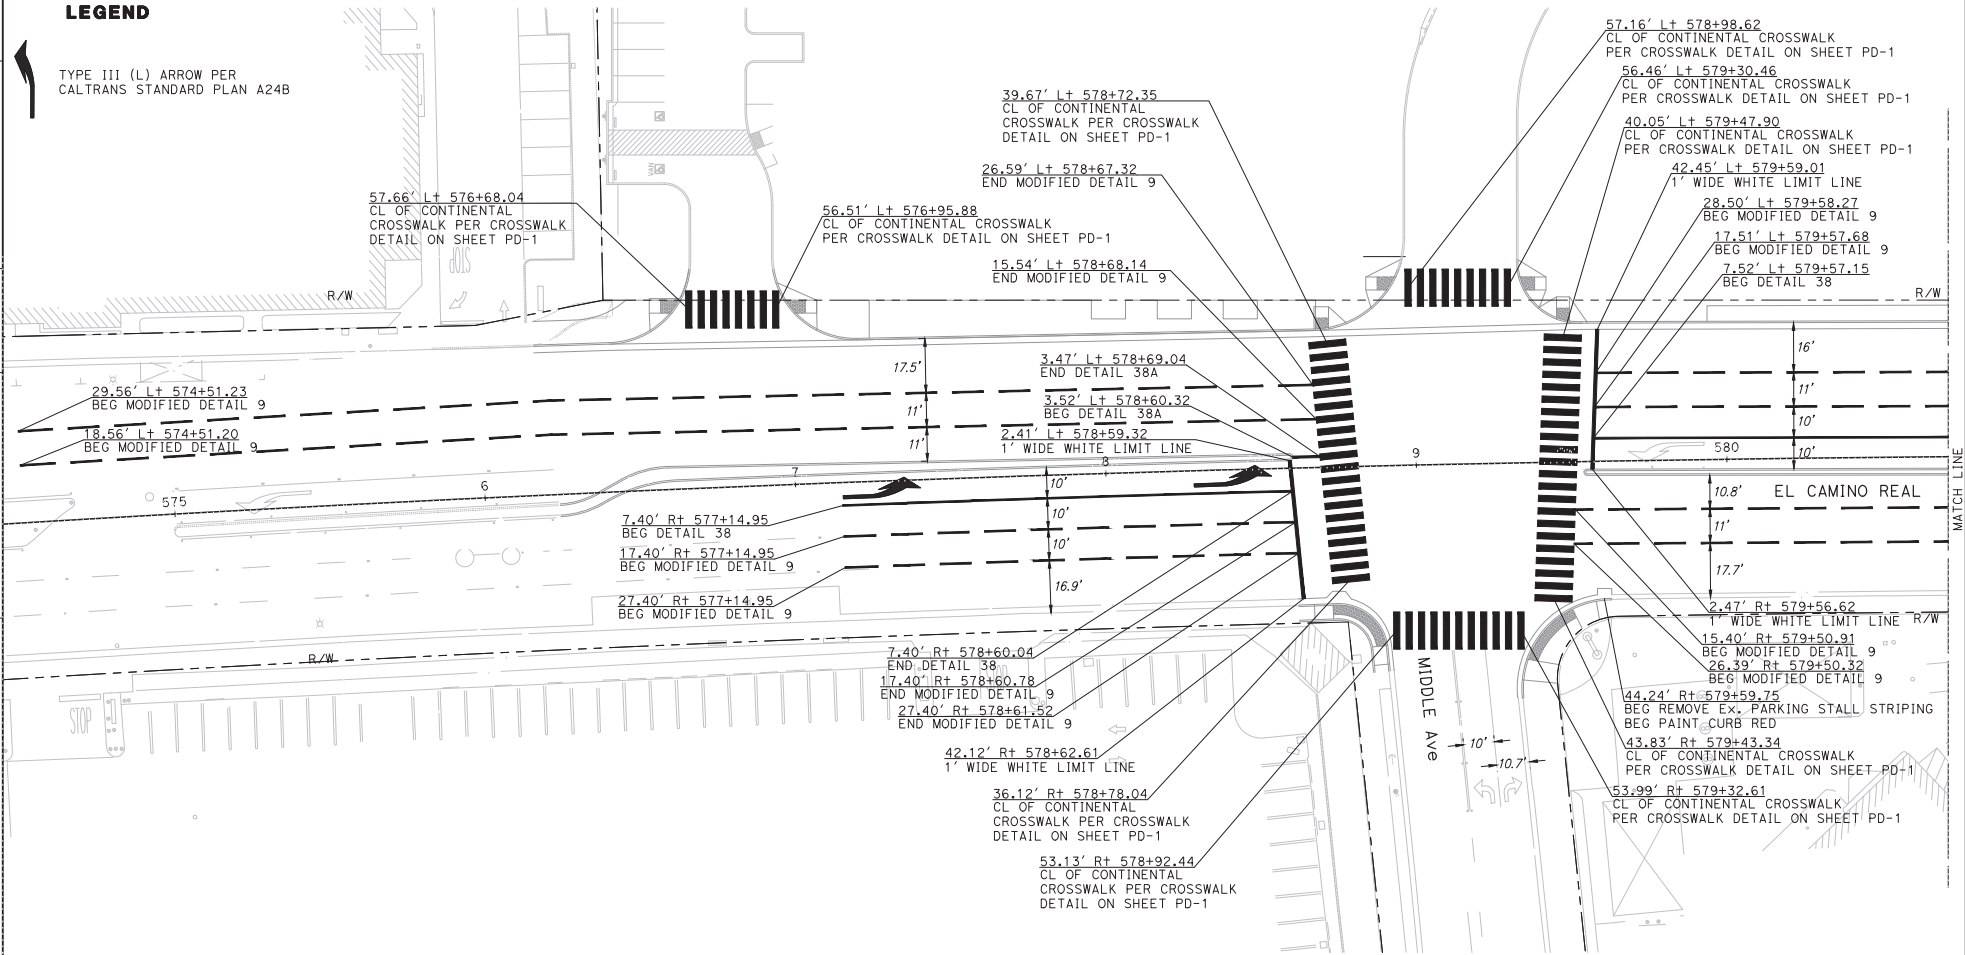 LEGEND
TYPE III (L) ARROW PER
CALTRANS STANDARD PLAN A24B
57.66' Lt 576+68.04
CL OF CONTINENTAL
CROSSWALK PER CROSSWALK
DETAIL ON SHEET PD-1
56.51' Lt 576+95.88
CL OF CONTINENTAL CROSSWALK
PER CROSSWALK DETAIL ON SHEET PD-1
39.67' Lt 578+72.35
CL OF CONTINENTAL
CROSSWALK PER CROSSWALK
DETAIL ON SHEET PD-1
26.59' Lt 578+67.32
END MODIFIED DETAIL 9
15.54' Lt 578+68.14
END MODIFIED DETAIL 9
3.47' Lt 578+69.04
END DETAIL 38A
3.52' Lt 578+60.32
BEG DETAIL 38A
2.41' Lt 578+59.32
1' WIDE WHITE LIMIT LINE
57.16' Lt 578+98.62
CL OF CONTINENTAL CROSSWALK
PER CROSSWALK DETAIL ON SHEET PD-1
56.46' Lt 579+30.46
CL OF CONTINENTAL CROSSWALK
PER CROSSWALK DETAIL ON SHEET PD-1
40.05' Lt 579+47.90
CL OF CONTINENTAL CROSSWALK
PER CROSSWALK DETAIL ON SHEET PD-1
42.45' Lt 579+59.01
1' WIDE WHITE LIMIT LINE
28.50' Lt 579+58.27
BEG MODIFIED DETAIL 9
17.51' Lt 579+57.68
BEG MODIFIED DETAIL 9
7.52' Lt 579+57.15
BEG DETAIL 38
VAN
STOP
R/W
R/W
29.56' Lt 574+51.23
BEG MODIFIED DETAIL 9
18.56' Lt 574+51.20
BEG MODIFIED DETAIL 9
17.5'
11'
11'
16'
11'
10'
10'
575
6
7
8
9
580
EL CAMINO REAL
MATCH LINE
10'
10'
10'
16.9'
10.8'
11'
17.7'
7.40' Rt 577+14.95
BEG DETAIL 38
17.40' Rt 577+14.95
BEG MODIFIED DETAIL 9
27.40' Rt 577+14.95
BEG MODIFIED DETAIL 9
R/W
STOP
7.40' Rt 578+60.04
END DETAIL 38
17.40' Rt 578+60.78
END MODIFIED DETAIL 9
27.40' Rt 578+61.52
END MODIFIED DETAIL 9
42.12' Rt 578+62.61
1' WIDE WHITE LIMIT LINE
36.12' Rt 578+78.04
CL OF CONTINENTAL
CROSSWALK PER CROSSWALK
DETAIL ON SHEET PD-1
53.13' Rt 578+92.44
CL OF CONTINENTAL
CROSSWALK PER CROSSWALK
DETAIL ON SHEET PD-1
MIDDLE Ave
10'
10.7'
2.47' Rt 579+56.62
1' WIDE WHITE LIMIT LINE
R/W
15.40' Rt 579+50.91
BEG MODIFIED DETAIL 9
26.39' Rt 579+50.32
BEG MODIFIED DETAIL 9
44.24' Rt 579+59.75
BEG REMOVE Ex. PARKING STALL STRIPING
BEG PAINT CURB RED
43.83' Rt 579+43.34
CL OF CONTINENTAL CROSSWALK
PER CROSSWALK DETAIL ON SHEET PD-1
53.99' Rt 579+32.61
CL OF CONTINENTAL CROSSWALK
PER CROSSWALK DETAIL ON SHEET PD-1